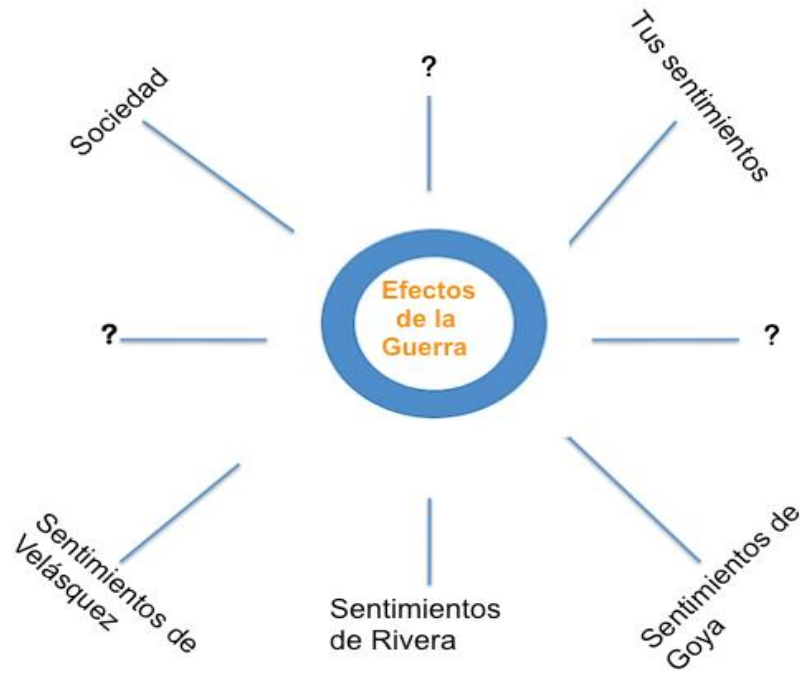 ?
Tus sentimientos
Sociedad
Efectos
de la
Guerra
?
?
Sentimientos de
Velásquez
Sentimientos
de Rivera
Sentimientos de
Goya